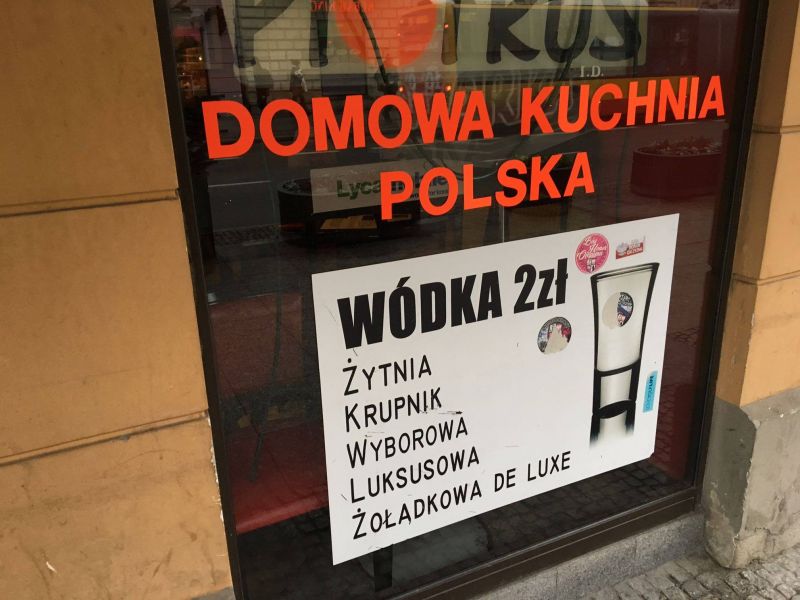 I.D.
DOMOWA KUCHNIA
POLSKA
WÓDKA 2zł
ŻYTNIA
KRUPNIK
WYBOROWA
LUKSUSOWA
ŻOŁĄDKOWA DE LUXE